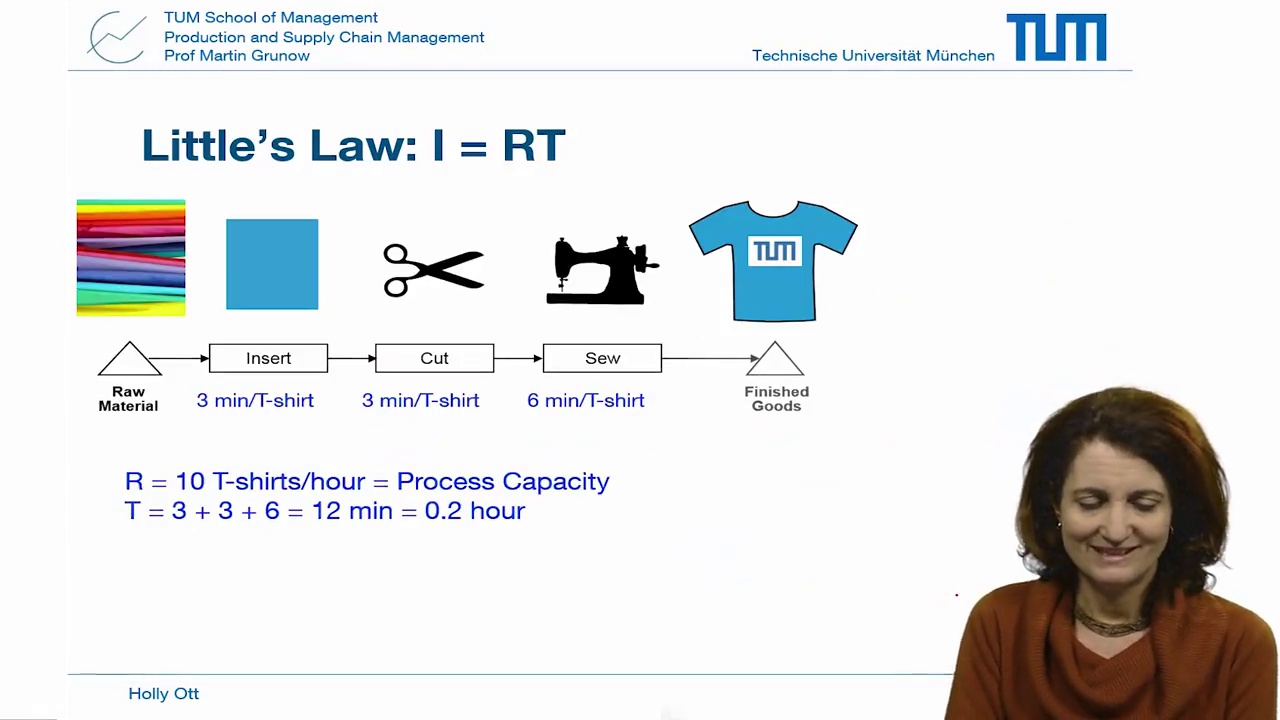 TUM School of Management
Production and Supply Chain Management
Prof Martin Grunow
Technische Universität München
TUM
Little's Law: I = RT
TUM
Insert
Cut
Sew
Raw
Material
3 min/T-shirt
3 min/T-shirt
6 min/T-shirt
Finished
Goods
R = 10 T-shirts/hour = Process Capacity
T = 3 + 3 + 6 = 12 min = 0.2 hour
Holly Ott